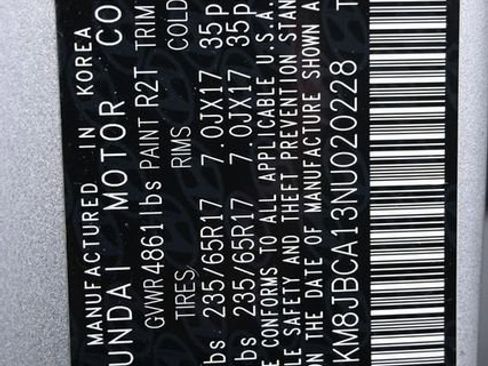 MANUFACTURED IN KOREA
UNDAI MOTOR CO
GVWR 4861lbs PAINT R2T TRIM
TIRES RIMS COLD
bs 235/65R17 7.0JX17 35p
bs 235/65R17 7.0JX17 35p
E CONFORMS TO ALL APPLICABLE U.S.A.
LE SAFETY AND THEFT PREVENTION STAN
ON THE DATE OF MANUFACTURE SHOWN A
KM8JBCA13NU020228 T